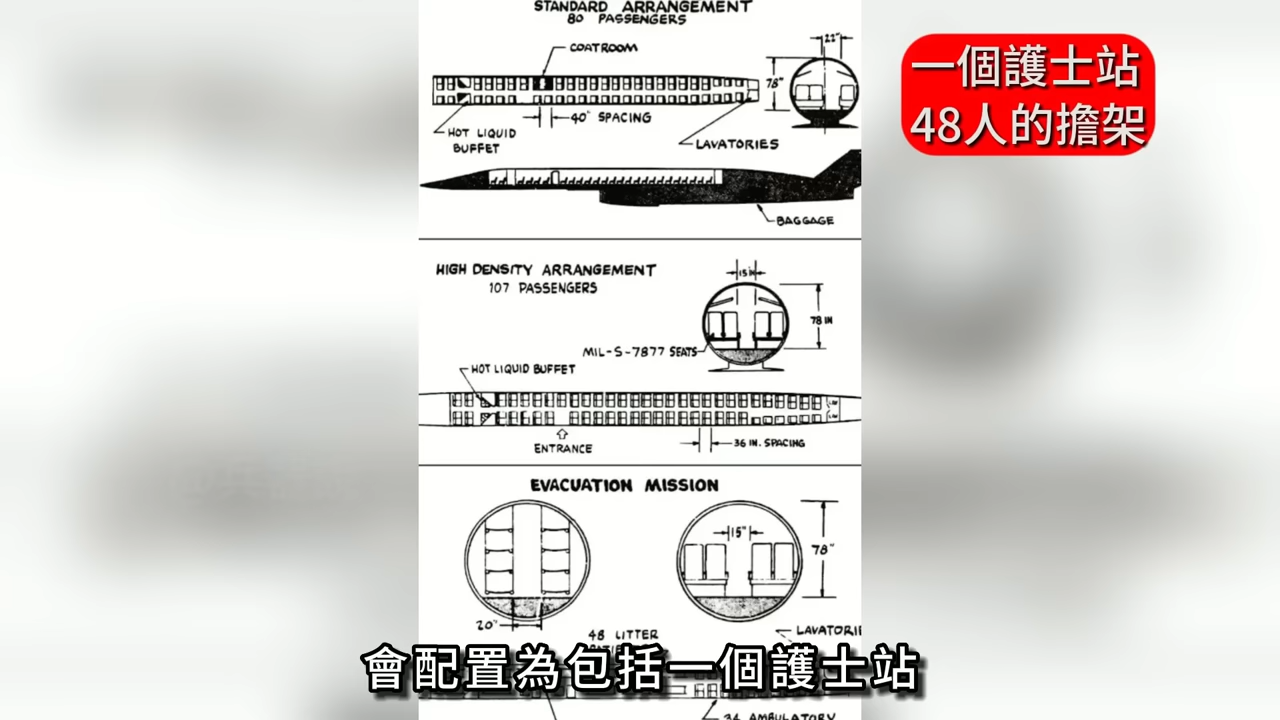 STANDARD ARRANGEMENT
80 PASSENGERS
COATROOM
22"
78"
40" SPACING
HOT LIQUID
BUFFET
LAVATORIES
BAGGAGE
一個護士站
48人的擔架
HIGH DENSITY ARRANGEMENT
107 PASSENGERS
15 IN
78 IN
MIL-S-7877 SEATS
HOT LIQUID BUFFET
ENTRANCE
36 IN. SPACING
EVACUATION MISSION
15"
78"
20"
48 LITTER
LAVATORIE
會配置為包括一個護士站
34 AMBULATORY